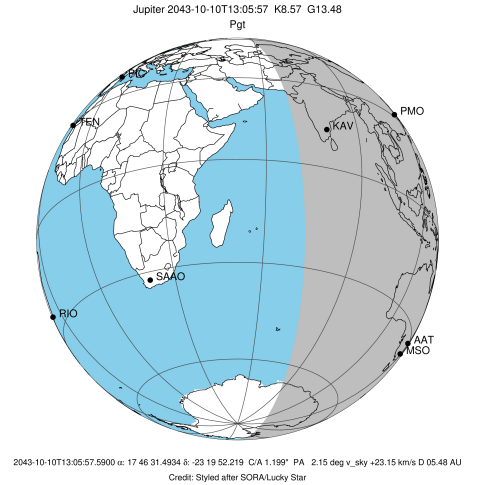 Jupiter 2043-10-10T13:05:57 K8.57 G13.48
Pgt
PIC
PMO
TEN
KAV
SAAO
RIO
AAT
MSO
2043-10-10T13:05:57.5900 α: 17 46 31.4934 δ: -23 19 52.219 C/A 1.199" PA 2.15 deg v_sky +23.15 km/s D 05.48 AU
Credit: Styled after SORA/Lucky Star